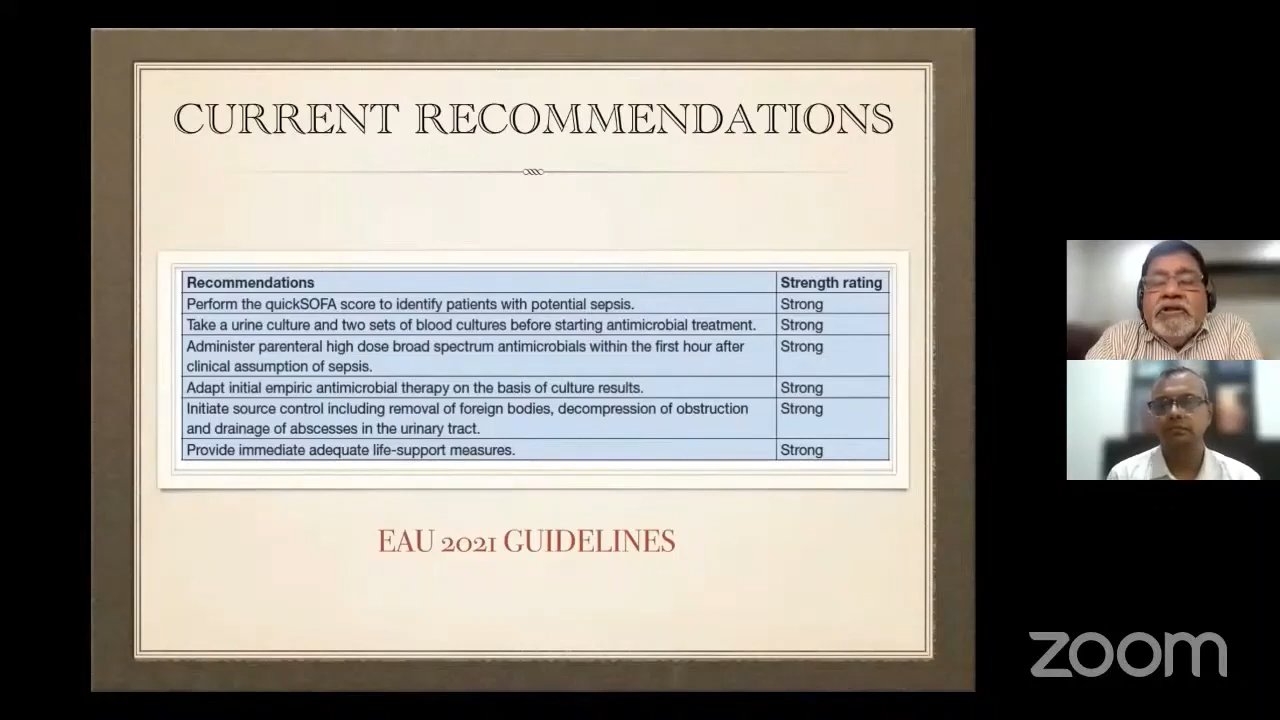 CURRENT RECOMMENDATIONS
Recommendations Strength rating
Perform the quickSOFA score to identify patients with potential sepsis. Strong
Take a urine culture and two sets of blood cultures before starting antimicrobial treatment. Strong
Administer parenteral high dose broad spectrum antimicrobials within the first hour after Strong
clinical assumption of sepsis.
Adapt initial empiric antimicrobial therapy on the basis of culture results. Strong
Initiate source control including removal of foreign bodies, decompression of obstruction Strong
and drainage of abscesses in the urinary tract.
Provide immediate adequate life-support measures. Strong
EAU 2021 GUIDELINES
zoom